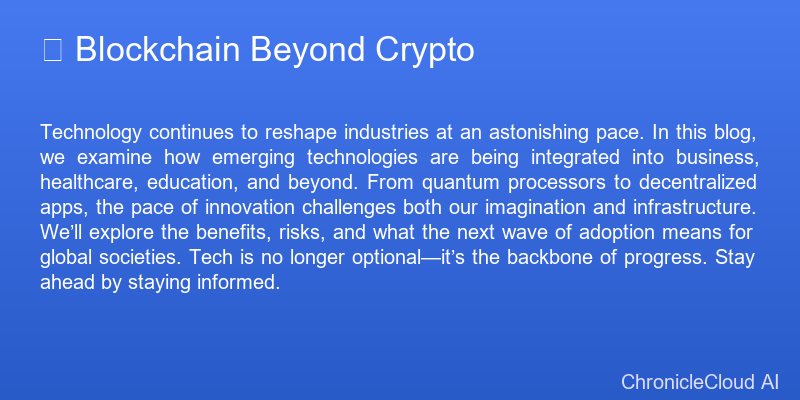 Blockchain Beyond Crypto
Technology continues to reshape industries at an astonishing pace. In this blog,
we examine how emerging technologies are being integrated into business,
healthcare, education, and beyond. From quantum processors to decentralized
apps, the pace of innovation challenges both our imagination and infrastructure.
We’ll explore the benefits, risks, and what the next wave of adoption means for
global societies. Tech is no longer optional—it’s the backbone of progress. Stay
ahead by staying informed.
ChronicleCloud AI